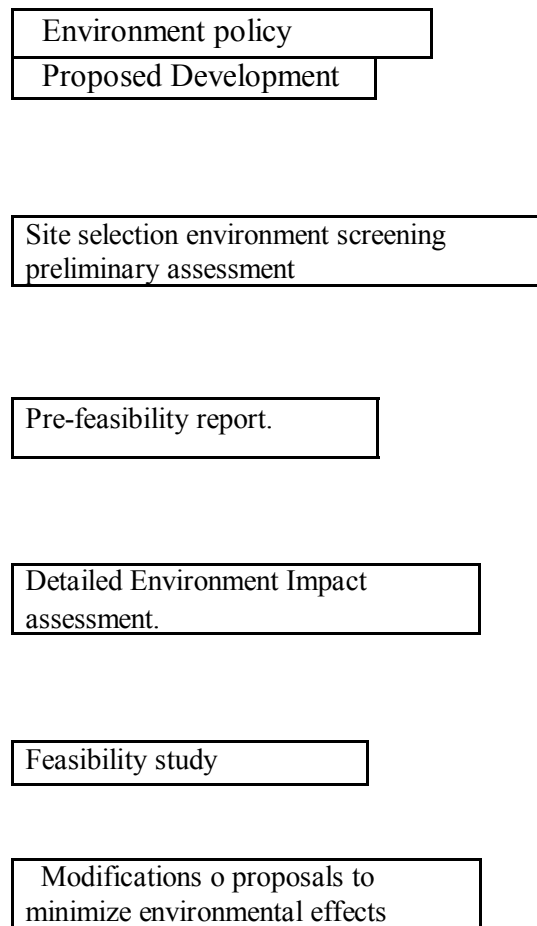 Environment policy
Proposed Development
Site selection environment screening
preliminary assessment
Pre-feasibility report.
Detailed Environment Impact
assessment.
Feasibility study
Modifications o proposals to
minimize environmental effects